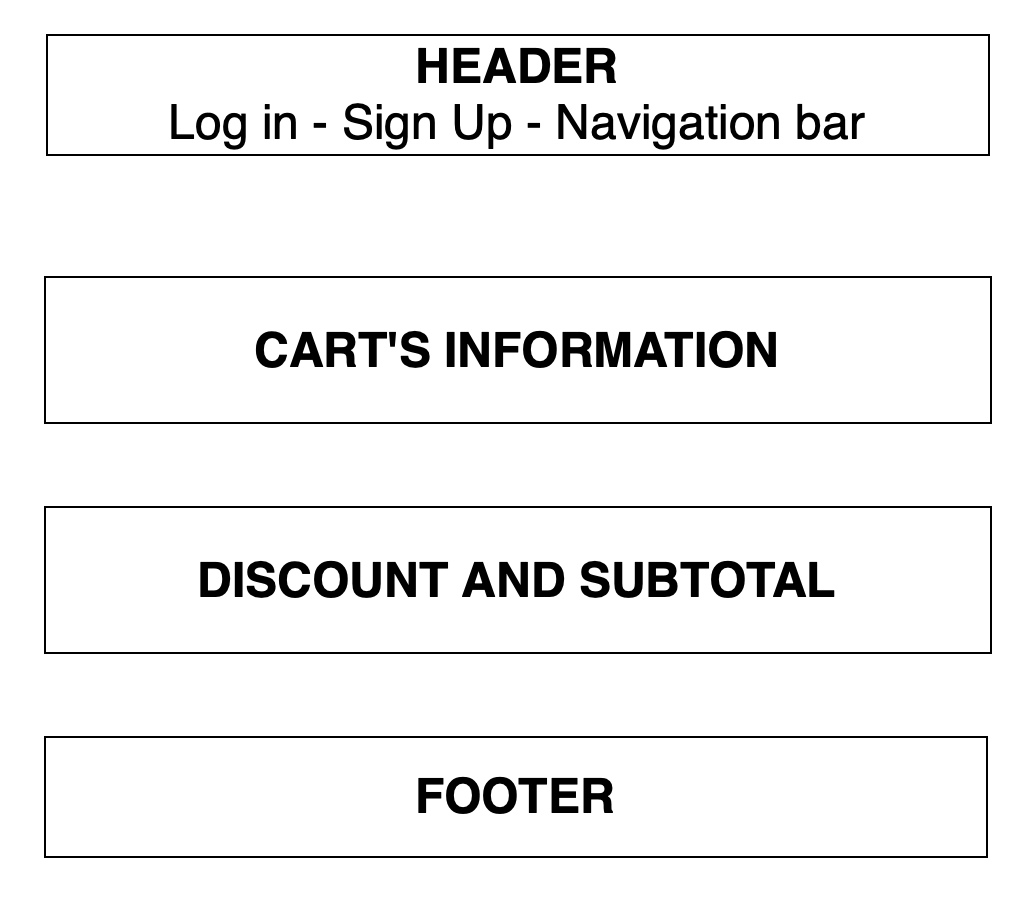 HEADER
Log in - Sign Up - Navigation bar
CART'S INFORMATION
DISCOUNT AND SUBTOTAL
FOOTER